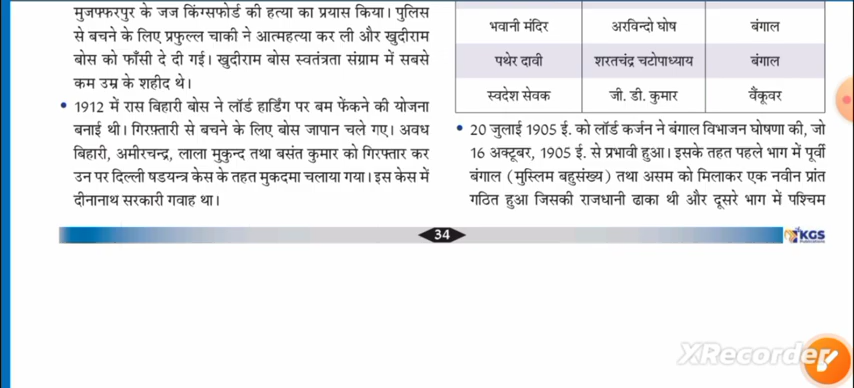 मुजफ्फरपुर के जज किंग्सफोर्ड की हत्या का प्रयास किया। पुलिस
से बचने के लिए प्रफुल्ल चाकी ने आत्महत्या कर ली और खुदीराम
बोस को फाँसी दे दी गई। खुदीराम बोस स्वतंत्रता संग्राम में सबसे
कम उम्र के शहीद थे।
• 1912 में रास बिहारी बोस ने लॉर्ड हार्डिंग पर बम फेंकने की योजना
बनाई थी। गिरफ़्तारी से बचने के लिए बोस जापान चले गए। अवध
बिहारी, अमीरचन्द्र, लाला मुकुन्द तथा बसंत कुमार को गिरफ्तार कर
उन पर दिल्ली षडयन्त्र केस के तहत मुकदमा चलाया गया। इस केस में
दीनानाथ सरकारी गवाह था।
भवानी मंदिर अरविन्दो घोष बंगाल
पथेर दावी शरतचंद्र चटोपाध्याय बंगाल
स्वदेश सेवक जी. डी. कुमार वैंकूवर
• 20 जुलाई 1905 ई. को लॉर्ड कर्जन ने बंगाल विभाजन घोषणा की, जो
16 अक्टूबर, 1905 ई. से प्रभावी हुआ। इसके तहत पहले भाग में पूर्वी
बंगाल (मुस्लिम बहुसंख्य) तथा असम को मिलाकर एक नवीन प्रांत
गठित हुआ जिसकी राजधानी ढाका थी और दूसरे भाग में पश्चिम
34
KGS
XRecorder